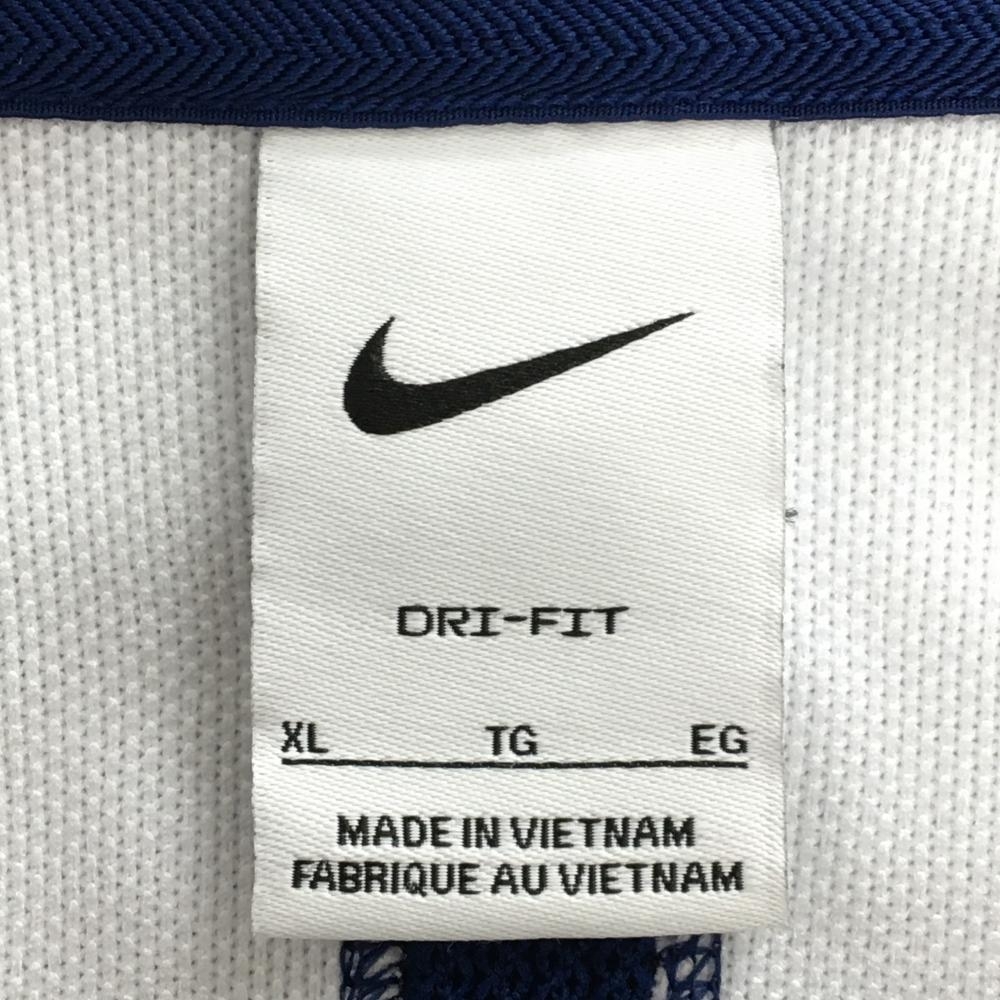 DRI-FIT
XL TG EG
MADE IN VIETNAM
FABRIQUE AU VIETNAM